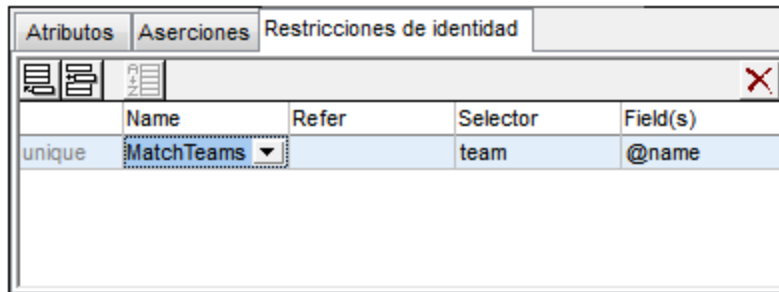 Atributos Aserciones Restricciones de identidad
A Z
Name Refer Selector Field(s)
unique MatchTeams team @name